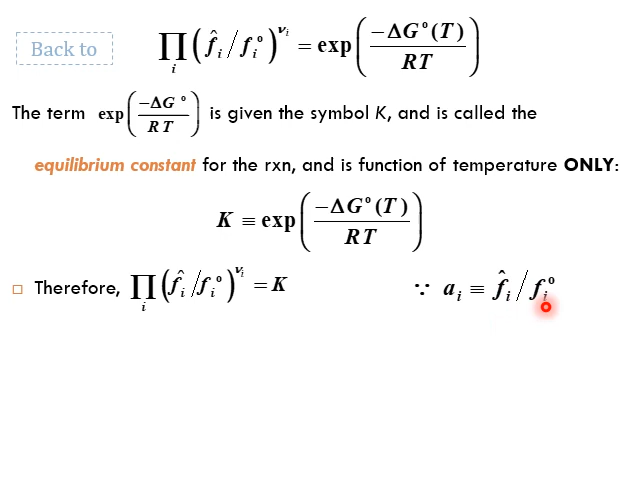 Back to
∏ᵢ (f̂ᵢ/fᵢ°)^νᵢ = exp(−ΔG°(T)/RT)
The term exp(−ΔG°/RT) is given the symbol K, and is called the
equilibrium constant for the rxn, and is function of temperature ONLY:
K ≡ exp(−ΔG°(T)/RT)
Therefore, ∏ᵢ (f̂ᵢ/fᵢ°)^νᵢ = K ∵ aᵢ ≡ f̂ᵢ/fᵢ°